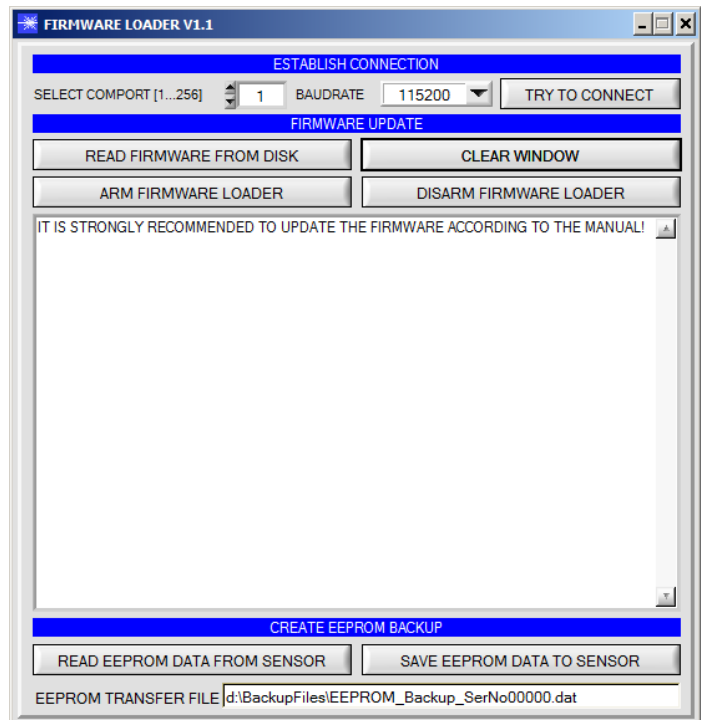 FIRMWARE LOADER V1.1
ESTABLISH CONNECTION
SELECT COMPORT [1...256] 1 BAUDRATE 115200 TRY TO CONNECT
FIRMWARE UPDATE
READ FIRMWARE FROM DISK CLEAR WINDOW
ARM FIRMWARE LOADER DISARM FIRMWARE LOADER
IT IS STRONGLY RECOMMENDED TO UPDATE THE FIRMWARE ACCORDING TO THE MANUAL!
CREATE EEPROM BACKUP
READ EEPROM DATA FROM SENSOR SAVE EEPROM DATA TO SENSOR
EEPROM TRANSFER FILE d:\BackupFiles\EEPROM_Backup_SerNo00000.dat